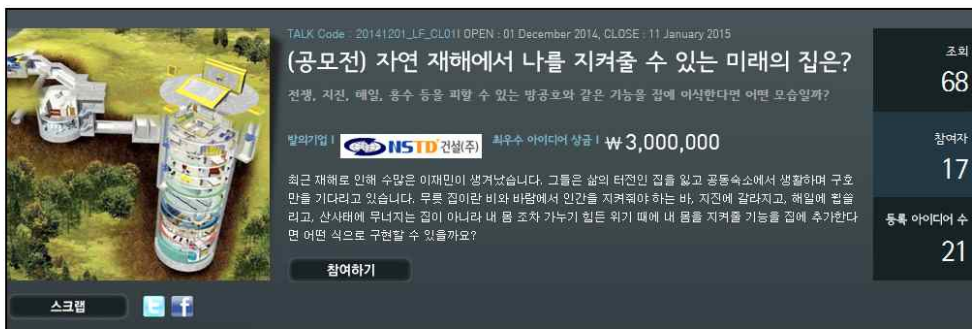 TALK Code : 20141201_LF_CL01I OPEN : 01 December 2014, CLOSE : 11 January 2015
(공모전) 자연 재해에서 나를 지켜줄 수 있는 미래의 집은?
전쟁, 지진, 해일, 홍수 등을 피할 수 있는 방공호와 같은 기능을 집에 이식한다면 어떤 모습일까?
발의기업 I NSTD 건설(주) 최우수 아이디어 상금 I ₩3,000,000
최근 재해로 인해 수많은 이재민이 생겨났습니다. 그들은 삶의 터전인 집을 잃고 공동숙소에서 생활하며 구호
만을 기다리고 있습니다. 무릇 집이란 비와 바람에서 인간을 지켜줘야 하는 바, 지진에 갈라지고, 해일에 휩쓸
리고, 산사태에 무너지는 집이 아니라 내 몸 조차 가누기 힘든 위기 때에 내 몸을 지켜줄 기능을 집에 추가한다
면 어떤 식으로 구현할 수 있을까요?
참여하기
조회
68
참여자
17
등록 아이디어 수
21
스크랩